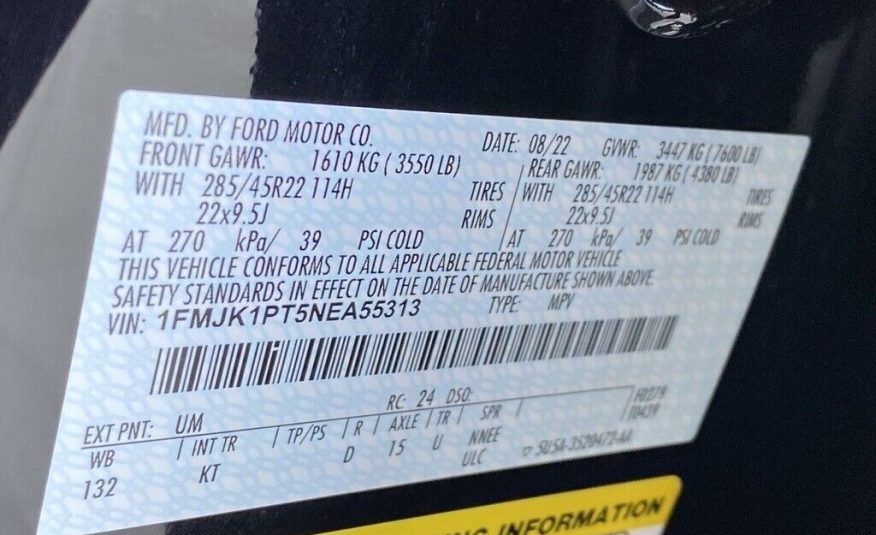 MFD. BY FORD MOTOR CO. DATE: 08/22 GVWR: 3447 KG ( 7600 LB)
FRONT GAWR: 1610 KG ( 3550 LB) REAR GAWR: 1987 KG ( 4380 LB)
WITH 285/45R22 114H TIRES WITH 285/45R22 114H TIRES
22x9.5J RIMS 22x9.5J RIMS
AT 270 kPa/ 39 PSI COLD AT 270 kPa/ 39 PSI COLD
THIS VEHICLE CONFORMS TO ALL APPLICABLE FEDERAL MOTOR VEHICLE
SAFETY STANDARDS IN EFFECT ON THE DATE OF MANUFACTURE SHOWN ABOVE.
VIN: 1FMJK1PT5NEA55313 TYPE: MPV
EXT PNT: UM RC: 24 DSO: F0279
T0439
WB INT TR TP/PS R AXLE TR SPR
132 KT D 15 U NNEE
ULC
INFORMATION